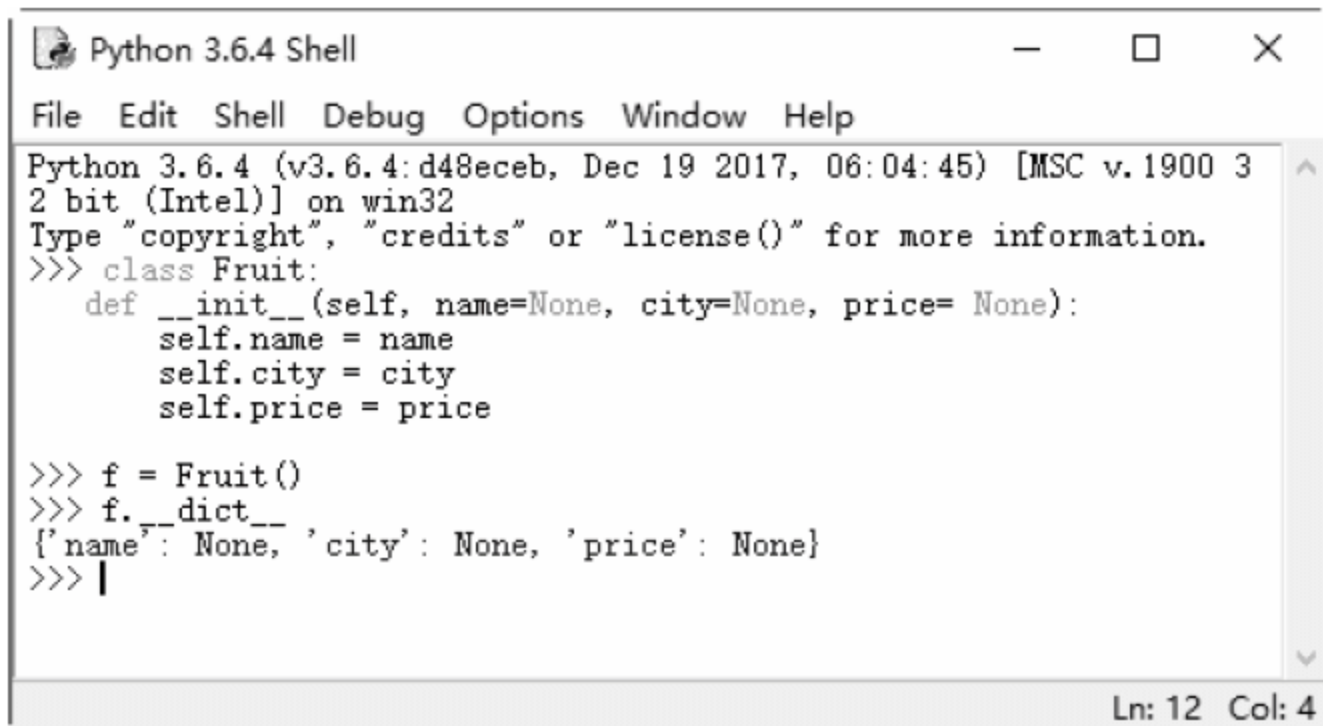 Python 3.6.4 Shell
File Edit Shell Debug Options Window Help
Python 3.6.4 (v3.6.4:d48eceb, Dec 19 2017, 06:04:45) [MSC v.1900 3
2 bit (Intel)] on win32
Type "copyright", "credits" or "license()" for more information.
>>> class Fruit:
   def __init__(self, name=None, city=None, price= None):
       self.name = name
       self.city = city
       self.price = price
>>> f = Fruit()
>>> f.__dict__
{'name': None, 'city': None, 'price': None}
>>>
Ln: 12 Col: 4